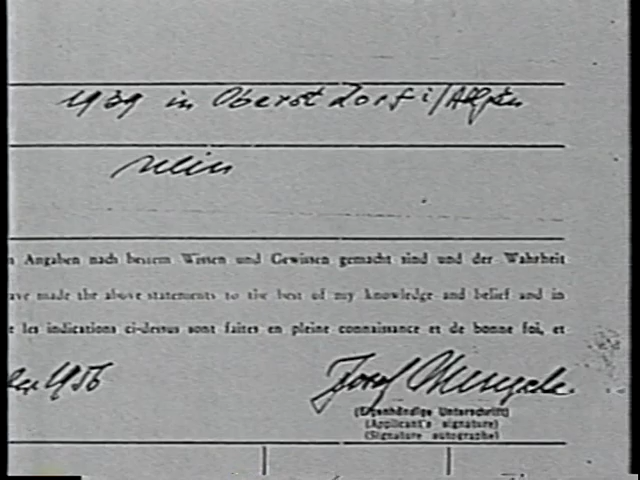 1939 in Oberstdorf i/Allgäu
Nein
n Angaben nach bestem Wissen und Gewissen gemacht sind und der Wahrheit
ave made the above statements to the best of my knowledge and belief and in
e les indications ci-dessus sont faites en pleine connaissance et de bonne foi, et
1956 Josef Mengele
(Eigenhändige Unterschrift)
(Applicant's signature)
(Signature autographe)